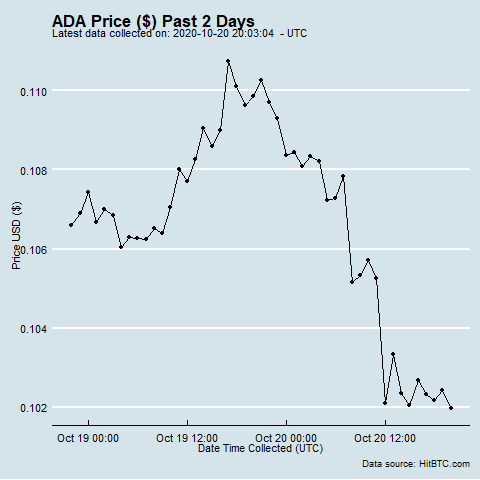 ADA Price ($) Past 2 Days
Latest data collected on: 2020-10-20 20:03:04 - UTC
0.110
0.108
0.106
0.104
0.102
Price USD ($)
Oct 19 00:00 Oct 19 12:00 Oct 20 00:00 Oct 20 12:00
Date Time Collected (UTC)
Data source: HitBTC.com